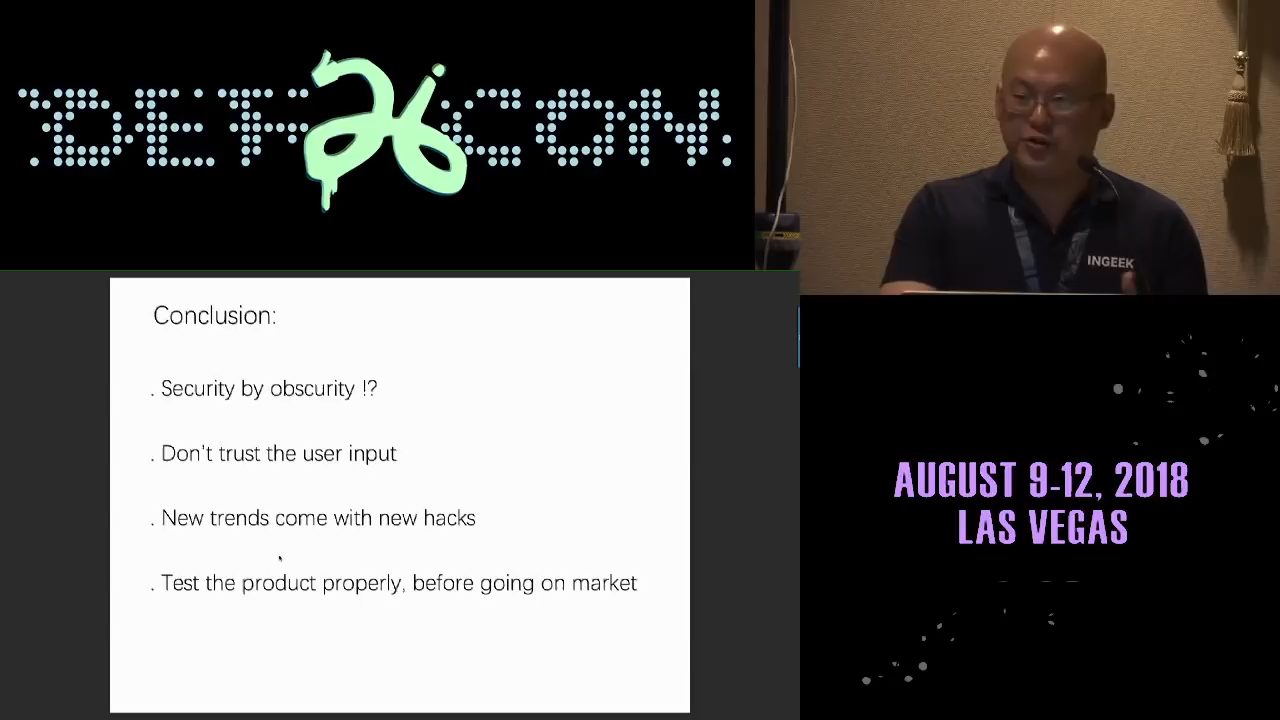 DEF 26 CON
INGEEK
Conclusion:
. Security by obscurity !?
. Don't trust the user input
. New trends come with new hacks
. Test the product properly, before going on market
AUGUST 9-12, 2018
LAS VEGAS